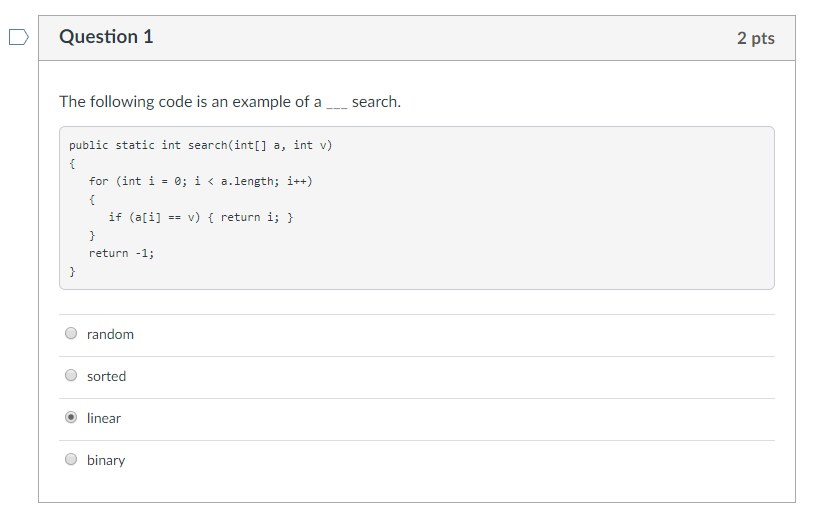 Question 1
2 pts
The following code is an example of a ___ search.
public static int search(int[] a, int v)
{
   for (int i = 0; i < a.length; i++)
   {
      if (a[i] == v) { return i; }
   }
   return -1;
}
random
sorted
linear
binary